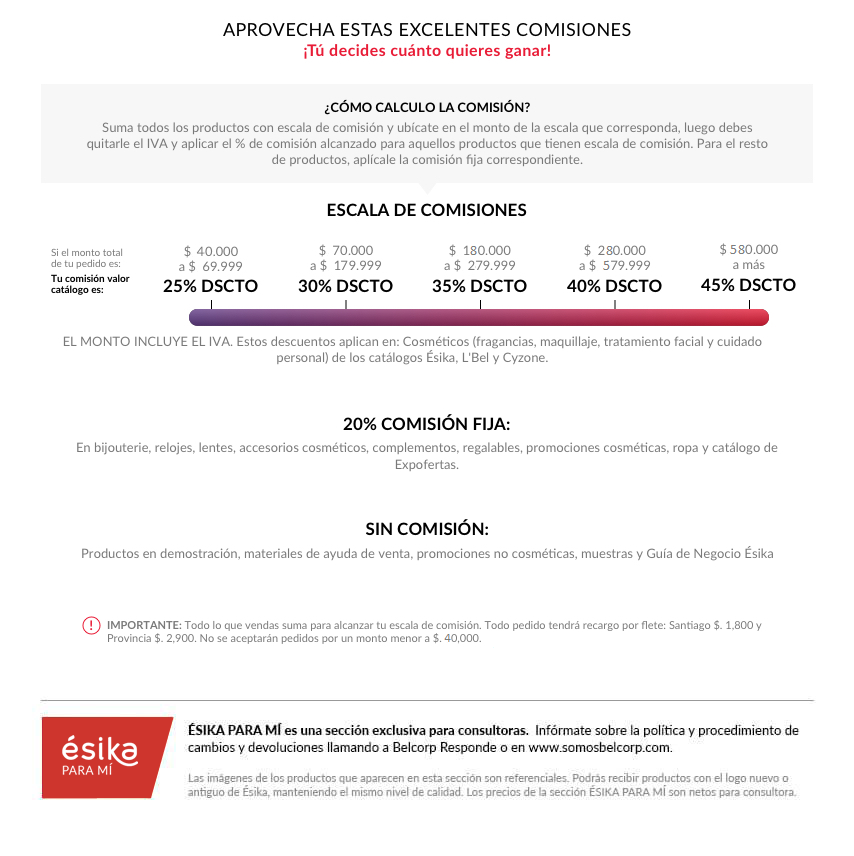 APROVECHA ESTAS EXCELENTES COMISIONES
¡Tú decides cuánto quieres ganar!
¿CÓMO CALCULO LA COMISIÓN?
Suma todos los productos con escala de comisión y ubícate en el monto de la escala que corresponda, luego debes
quitarle el IVA y aplicar el % de comisión alcanzado para aquellos productos que tienen escala de comisión. Para el resto
de productos, aplícale la comisión fija correspondiente.
ESCALA DE COMISIONES
Si el monto total
de tu pedido es:
Tu comisión valor
catálogo es:
$ 40.000
a $ 69.999
25% DSCTO
$ 70.000
a $ 179.999
30% DSCTO
$ 180.000
a $ 279.999
35% DSCTO
$ 280.000
a $ 579.999
40% DSCTO
$ 580.000
a más
45% DSCTO
EL MONTO INCLUYE EL IVA. Estos descuentos aplican en: Cosméticos (fragancias, maquillaje, tratamiento facial y cuidado
personal) de los catálogos Ésika, L'Bel y Cyzone.
20% COMISIÓN FIJA:
En bijouterie, relojes, lentes, accesorios cosméticos, complementos, regalables, promociones cosméticas, ropa y catálogo de
Expofertas.
SIN COMISIÓN:
Productos en demostración, materiales de ayuda de venta, promociones no cosméticas, muestras y Guía de Negocio Ésika
! IMPORTANTE: Todo lo que vendas suma para alcanzar tu escala de comisión. Todo pedido tendrá recargo por flete: Santiago $. 1,800 y
Provincia $. 2,900. No se aceptarán pedidos por un monto menor a $. 40,000.
ésika
PARA MÍ
ÉSIKA PARA MÍ es una sección exclusiva para consultoras. Infórmate sobre la política y procedimiento de
cambios y devoluciones llamando a Belcorp Responde o en www.somosbelcorp.com.
Las imágenes de los productos que aparecen en esta sección son referenciales. Podrás recibir productos con el logo nuevo o
antiguo de Ésika, manteniendo el mismo nivel de calidad. Los precios de la sección ÉSIKA PARA MÍ son netos para consultora.